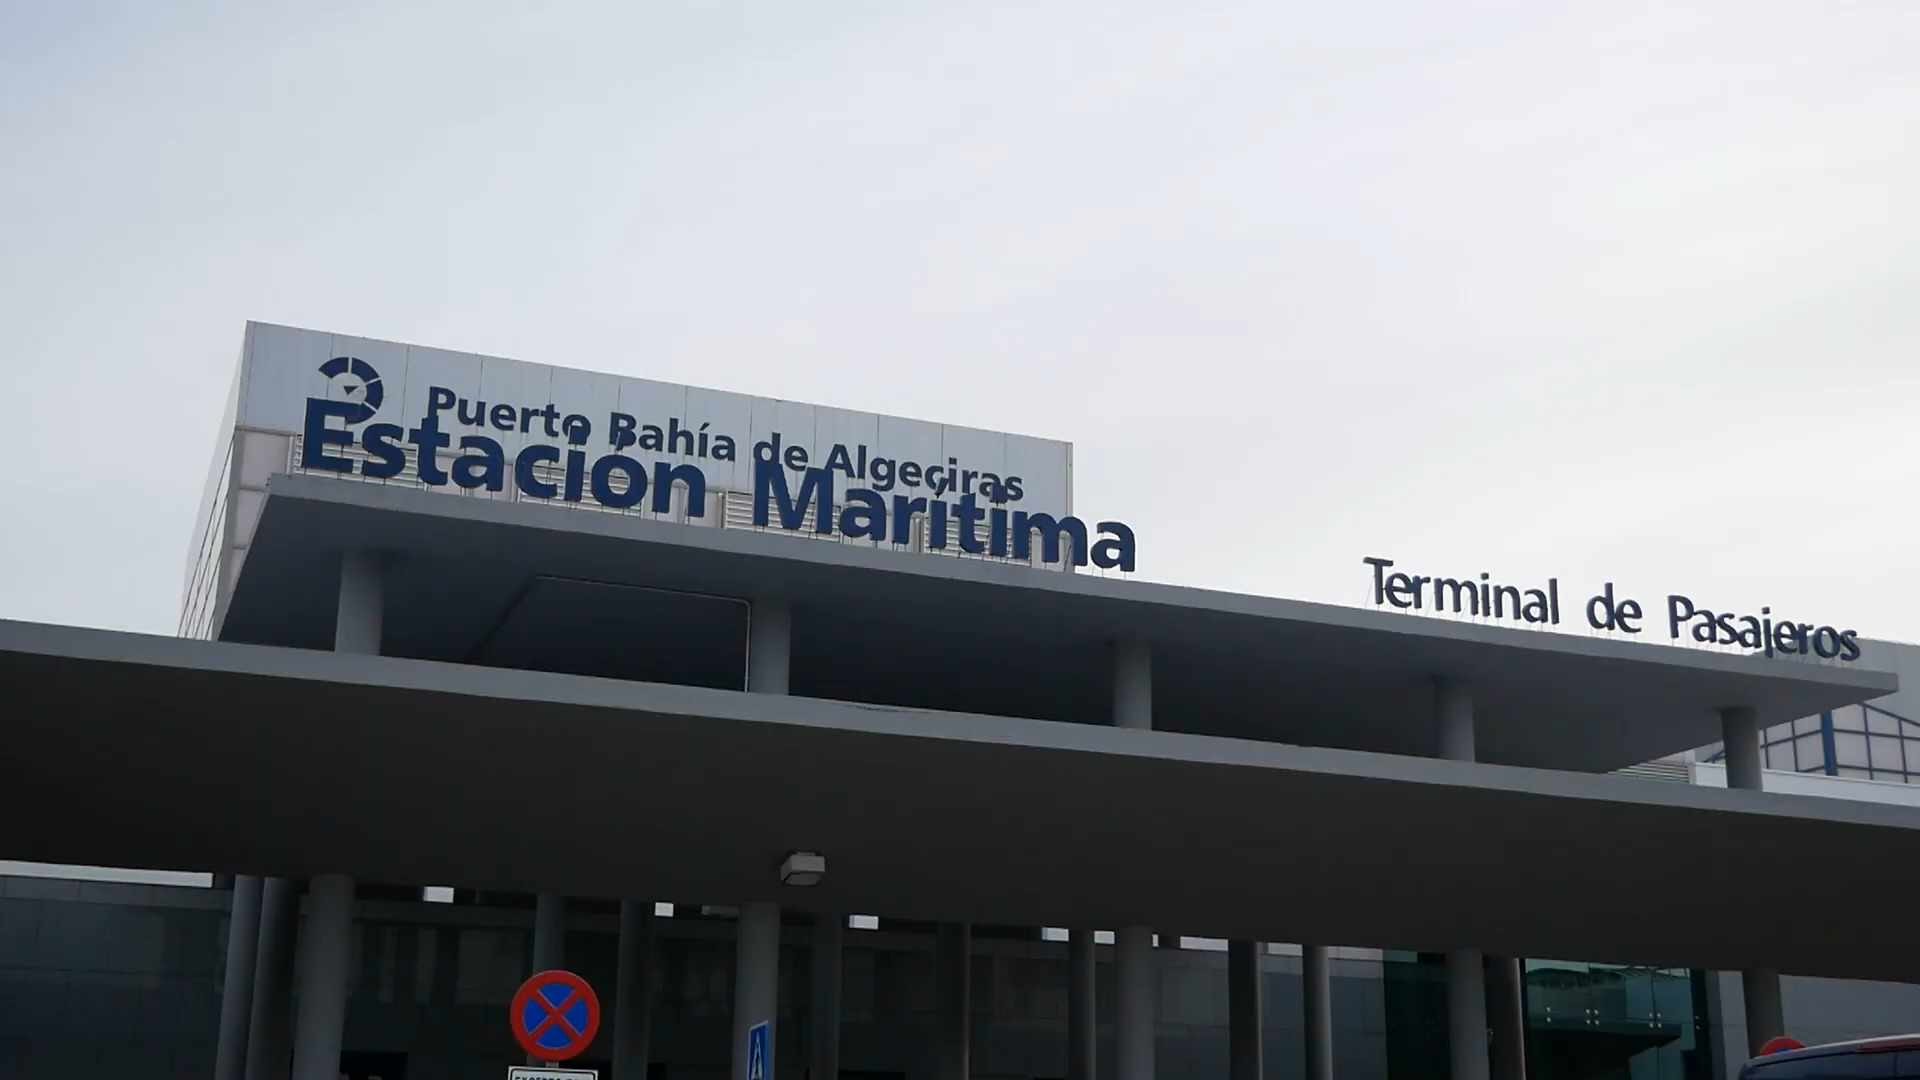 Puerto Bahía de Algeciras
Estación Marítima
Terminal de Pasajeros